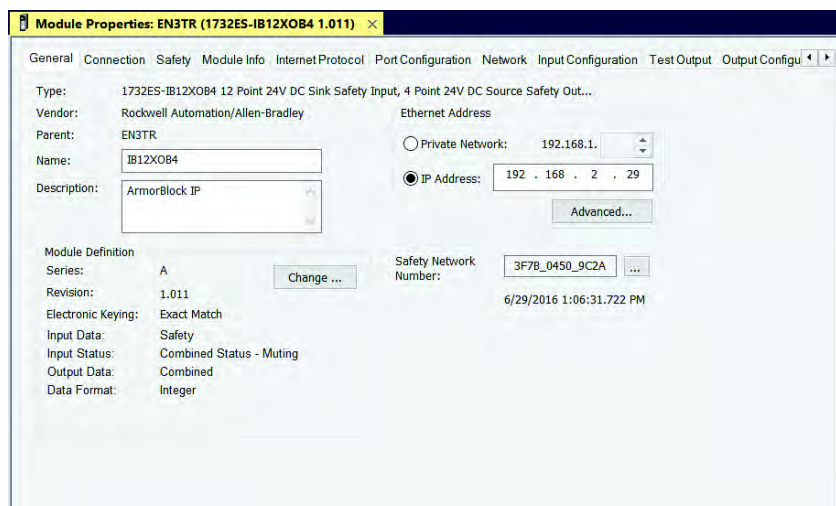 Module Properties: EN3TR (1732ES-IB12XOB4 1.011) ×
General Connection Safety Module Info Internet Protocol Port Configuration Network Input Configuration Test Output Output Configu
Type: 1732ES-IB12XOB4 12 Point 24V DC Sink Safety Input, 4 Point 24V DC Source Safety Out...
Vendor: Rockwell Automation/Allen-Bradley
Parent: EN3TR
Name: IB12XOB4
Description: ArmorBlock IP
Ethernet Address
Private Network: 192.168.1.
IP Address: 192 . 168 . 2 . 29
Advanced...
Module Definition
Series: A
Change ...
Revision: 1.011
Electronic Keying: Exact Match
Input Data: Safety
Input Status: Combined Status - Muting
Output Data: Combined
Data Format: Integer
Safety Network
Number: 3F7B_0450_9C2A ...
6/29/2016 1:06:31.722 PM